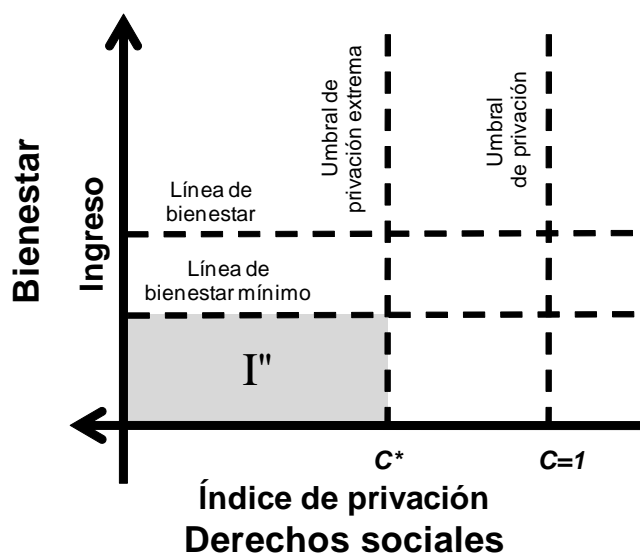 Bienestar
Ingreso
Línea de
bienestar
Línea de
bienestar mínimo
I"
Umbral de
privación extrema
Umbral
de privación
C*
C=1
Índice de privación
Derechos sociales